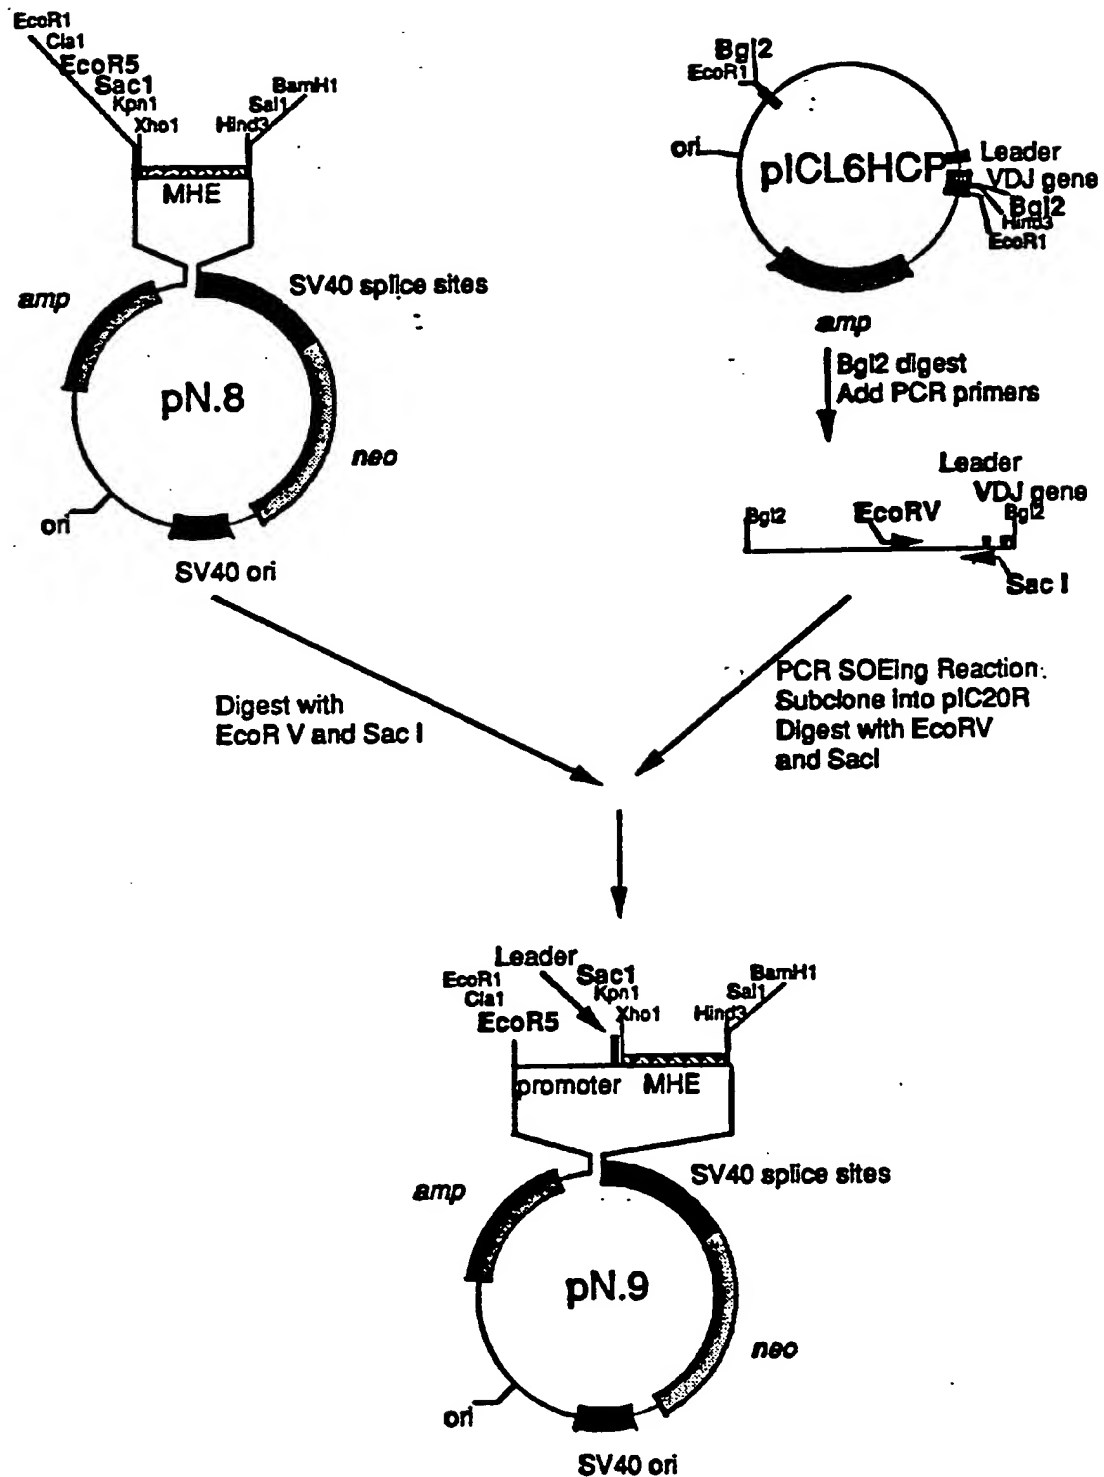 EcoR1
Cla1
EcoR5
Sac1
Kpn1
Xho1
BamH1
Sal1
Hind3
MHE
SV40 splice sites
amp
pN.8
neo
ori
SV40 ori
Bgl2
EcoR1
ori
pICL6HCP
Leader
VDJ gene
Bgl2
Hind3
EcoR1
amp
Bgl2 digest
Add PCR primers
Leader
VDJ gene
Bgl2
EcoRV
Bgl2
Sac I
Digest with
EcoR V and Sac I
PCR SOEing Reaction:
Subclone into pIC20R
Digest with EcoRV
and SacI
Leader
EcoR1
Cla1
EcoR5
Sac1
Kpn1
Xho1
BamH1
Sal1
Hind3
promoter
MHE
SV40 splice sites
amp
pN.9
neo
ori
SV40 ori